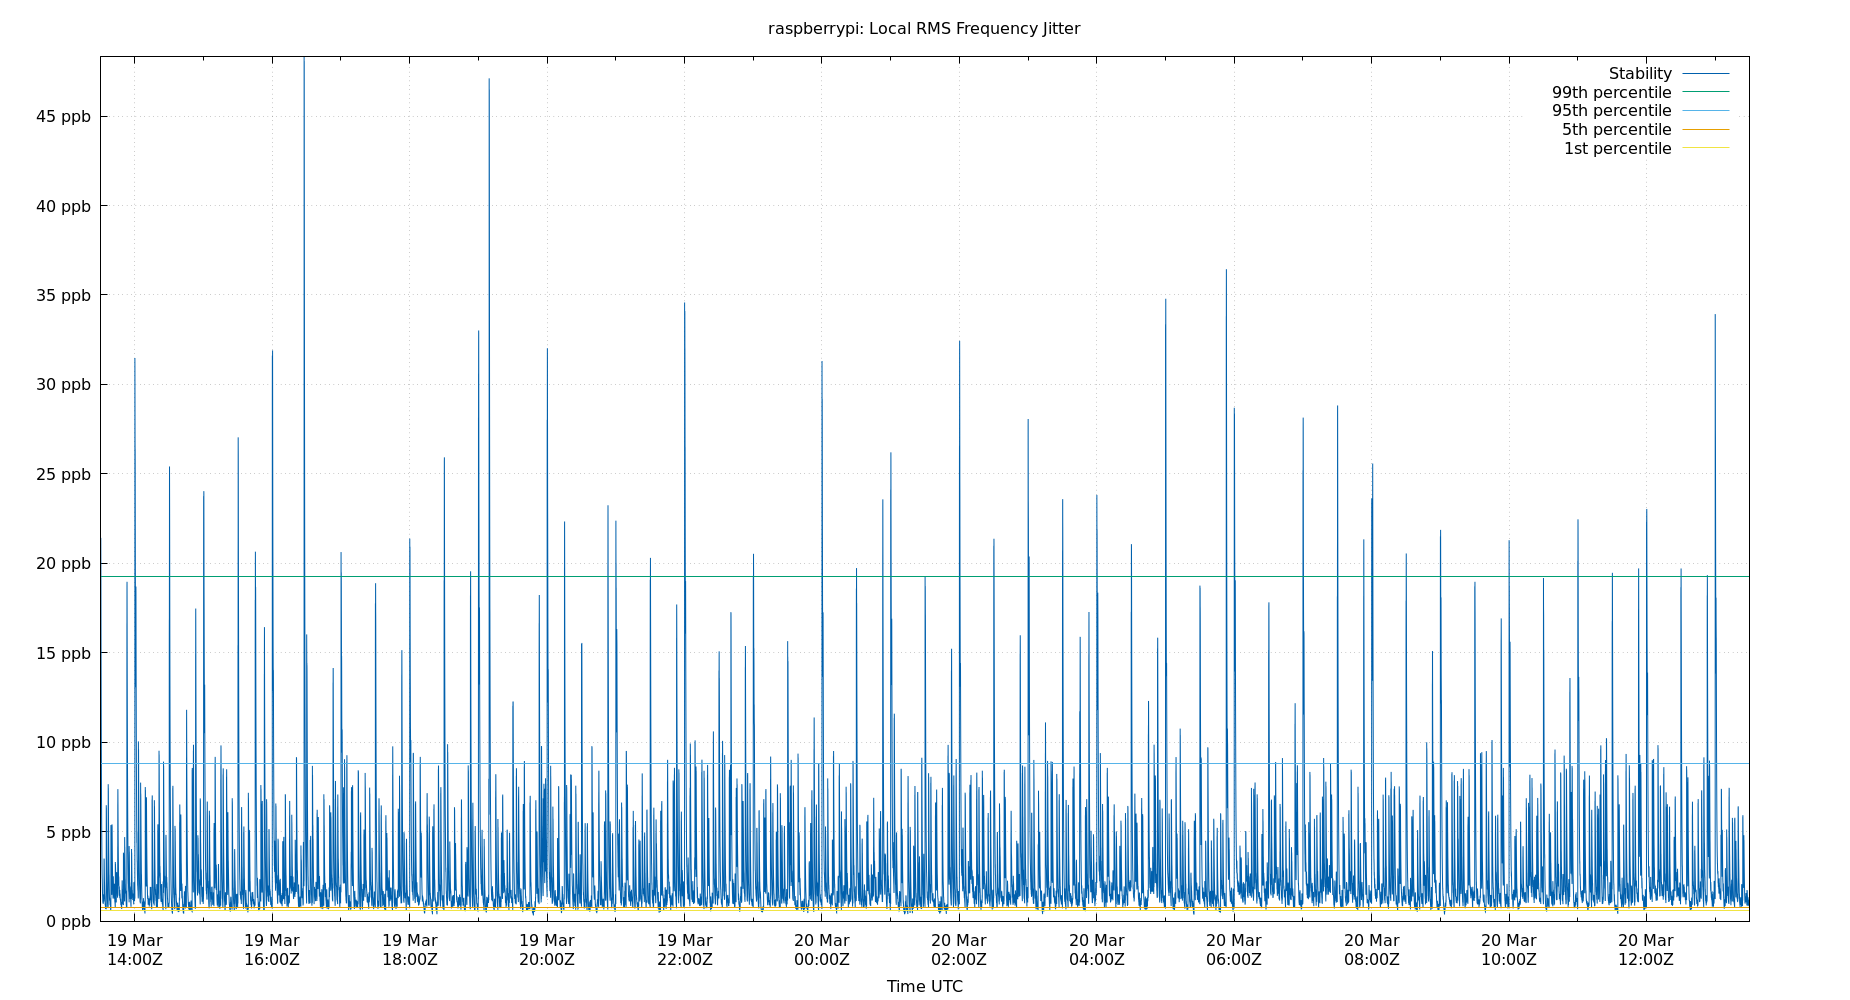 raspberrypi: Local RMS Frequency Jitter
Stability
99th percentile
95th percentile
5th percentile
1st percentile
45 ppb
40 ppb
35 ppb
30 ppb
25 ppb
20 ppb
15 ppb
10 ppb
5 ppb
0 ppb
19 Mar 19 Mar 19 Mar 19 Mar 19 Mar 20 Mar 20 Mar 20 Mar 20 Mar 20 Mar 20 Mar 20 Mar
14:00Z 16:00Z 18:00Z 20:00Z 22:00Z 00:00Z 02:00Z 04:00Z 06:00Z 08:00Z 10:00Z 12:00Z
Time UTC